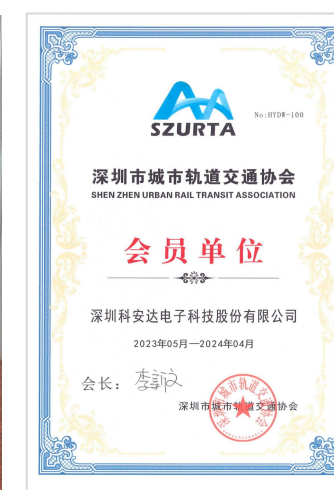 SZURTA
No:HYDW-100
深圳市城市轨道交通协会
SHEN ZHEN URBAN RAIL TRANSIT ASSOCIATION
会员单位
深圳科安达电子科技股份有限公司
2023年05月—2024年04月
会长：
深圳市城市轨道交通协会